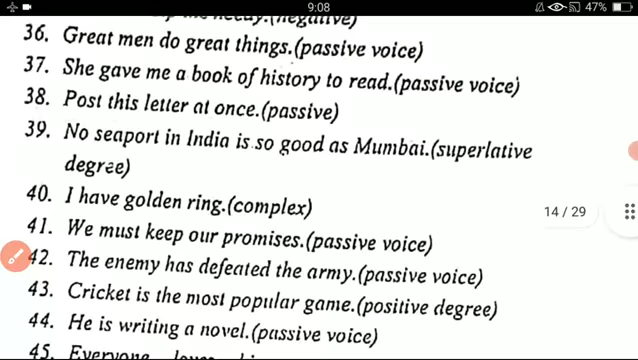 9:08
47%
(negative)
36. Great men do great things.(passive voice)
37. She gave me a book of history to read.(passive voice)
38. Post this letter at once.(passive)
39. No seaport in India is so good as Mumbai.(superlative
degree)
40. I have golden ring.(complex)
14 / 29
41. We must keep our promises.(passive voice)
42. The enemy has defeated the army.(passive voice)
43. Cricket is the most popular game.(positive degree)
44. He is writing a novel.(passive voice)
45. Everyone